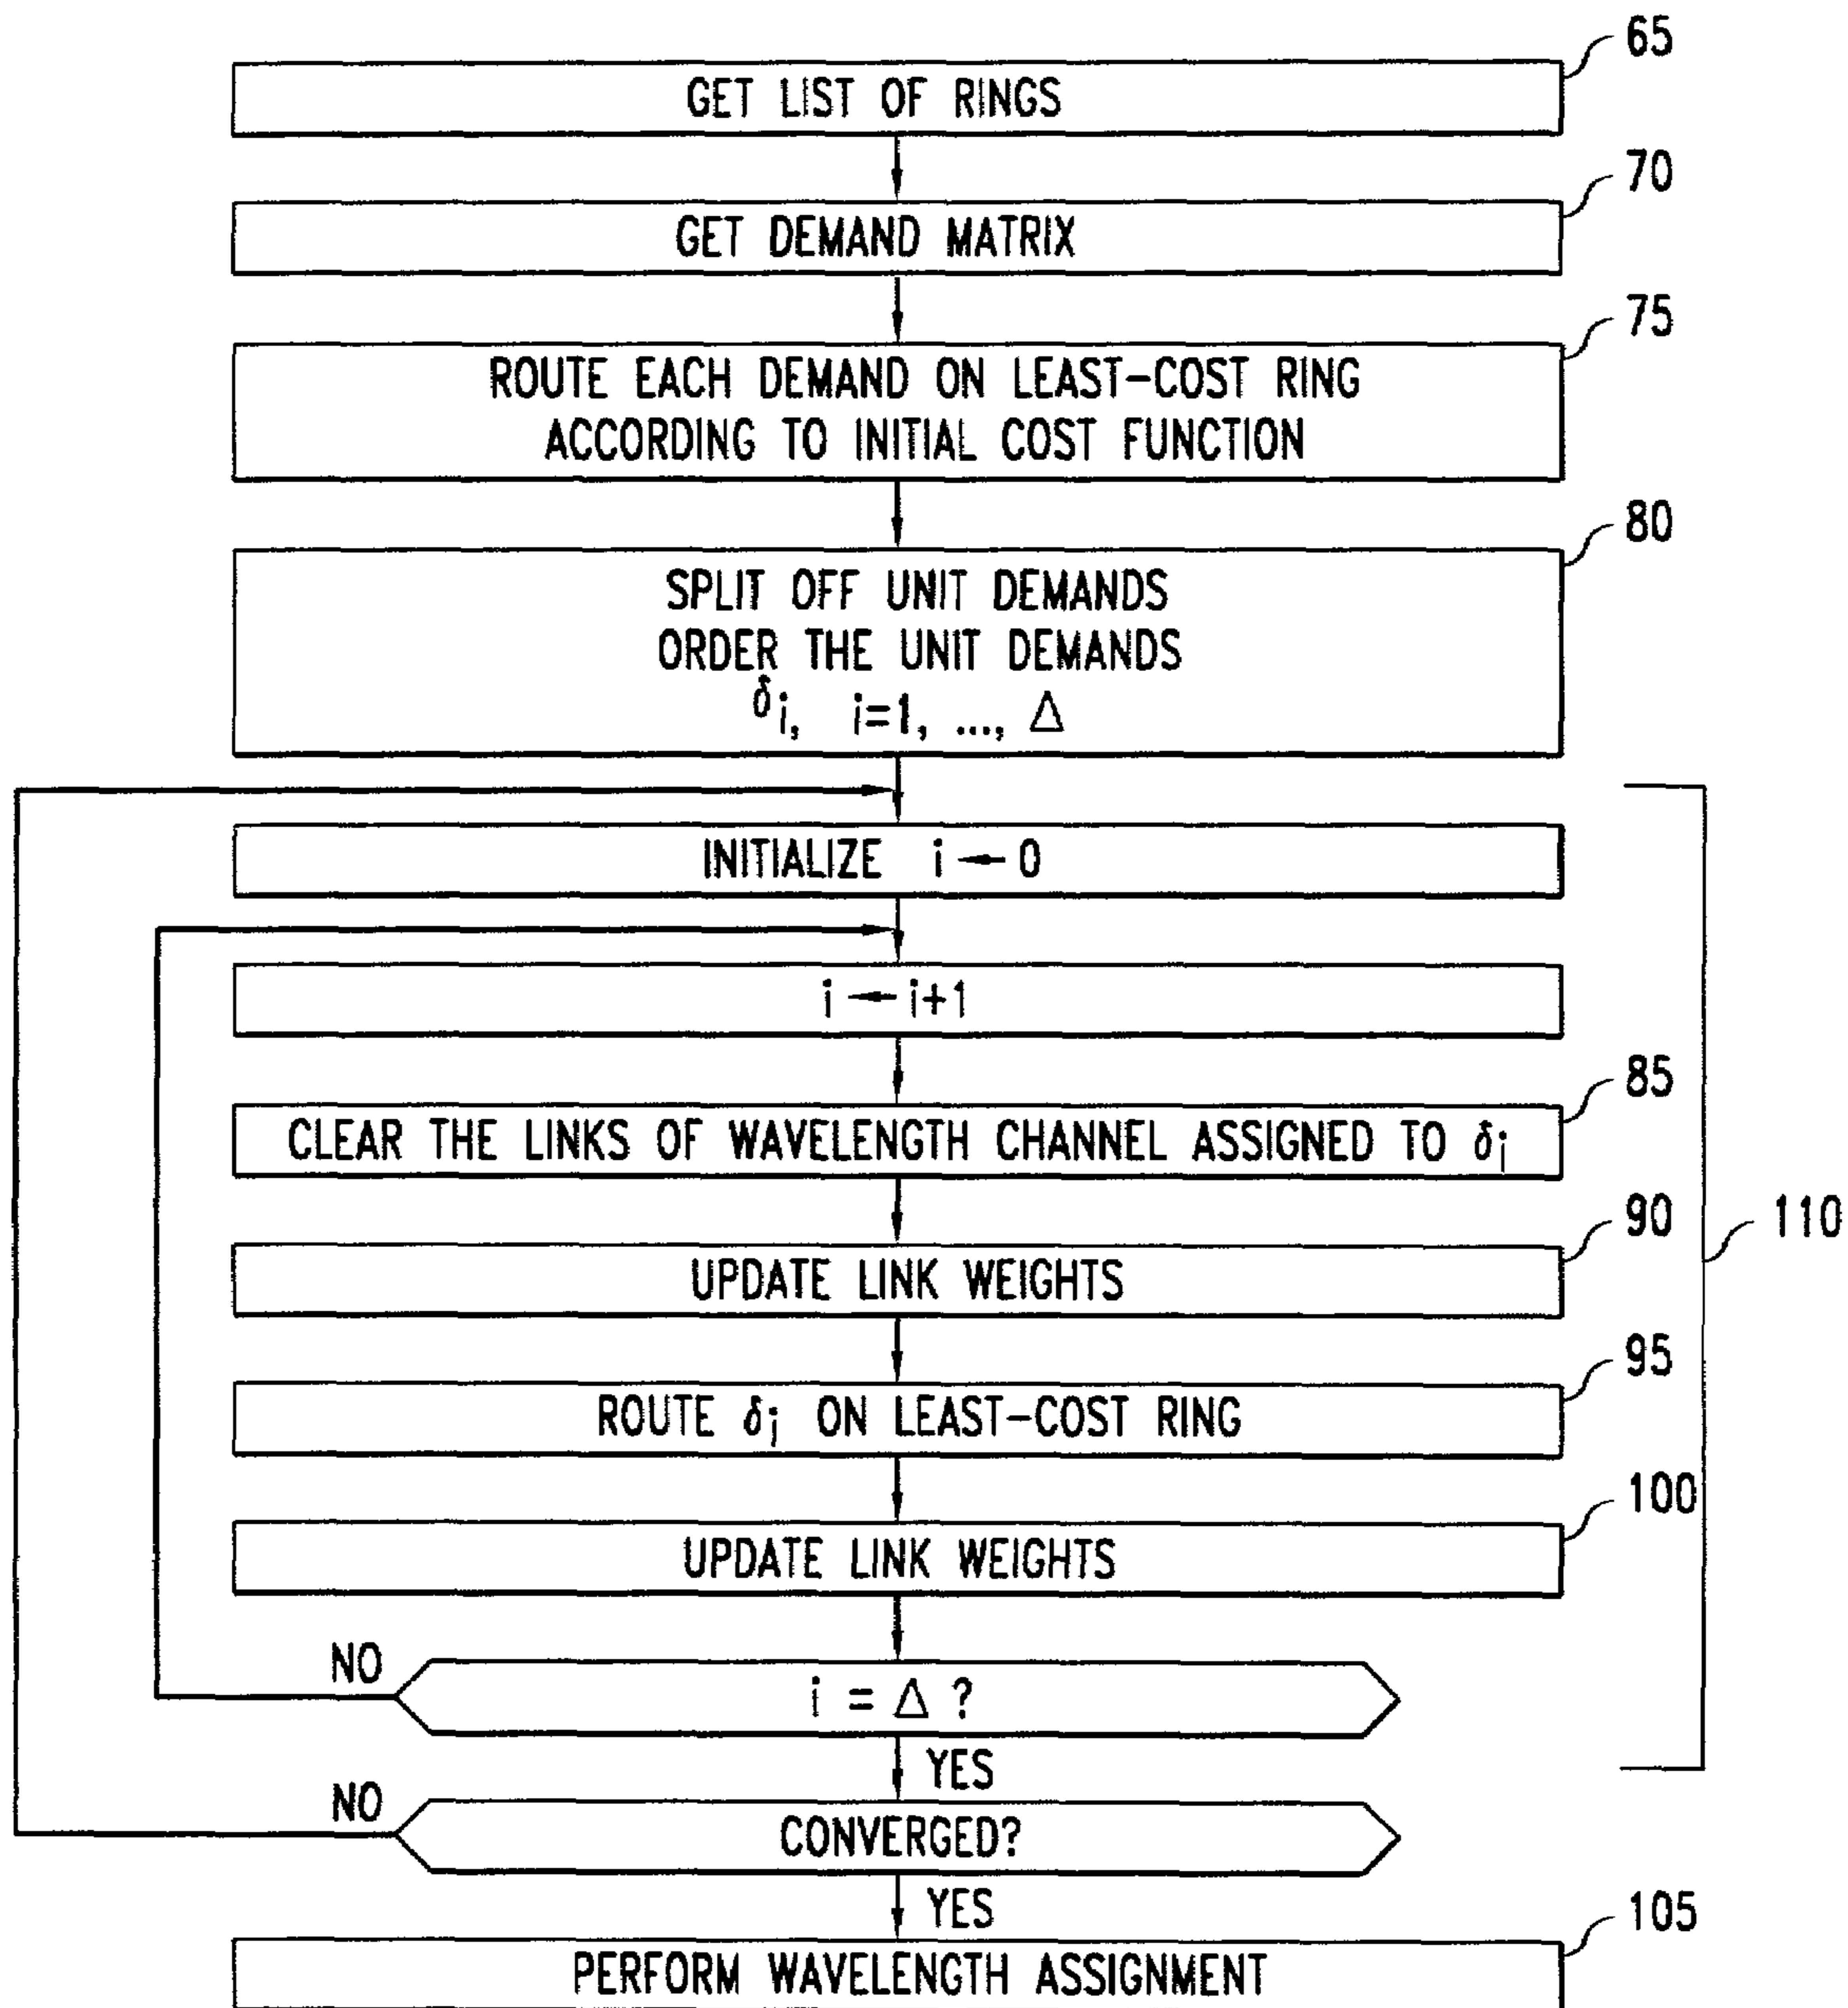 65
GET LIST OF RINGS
70
GET DEMAND MATRIX
75
ROUTE EACH DEMAND ON LEAST-COST RING
ACCORDING TO INITIAL COST FUNCTION
80
SPLIT OFF UNIT DEMANDS
ORDER THE UNIT DEMANDS
δi, i=1, ..., Δ
INITIALIZE i ← 0
i ← i+1
85
CLEAR THE LINKS OF WAVELENGTH CHANNEL ASSIGNED TO δi
90
UPDATE LINK WEIGHTS
110
95
ROUTE δi ON LEAST-COST RING
100
UPDATE LINK WEIGHTS
NO
i = Δ ?
YES
NO
CONVERGED?
YES
105
PERFORM WAVELENGTH ASSIGNMENT